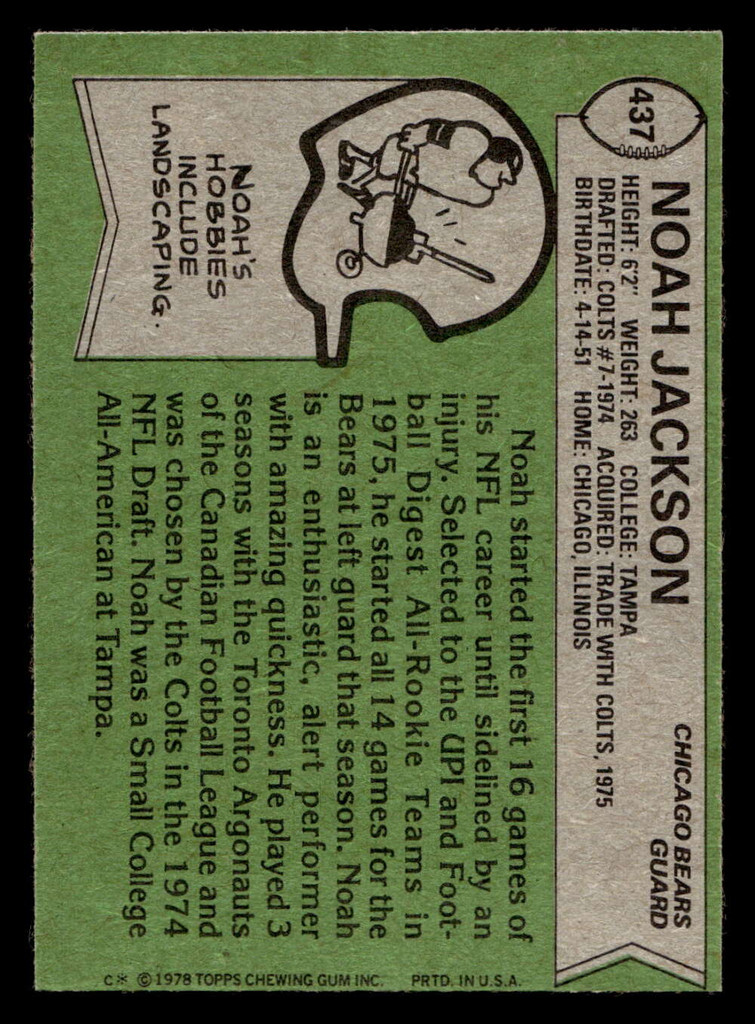 437
NOAH JACKSON
CHICAGO BEARS
GUARD
HEIGHT: 6'2" WEIGHT: 263 COLLEGE: TAMPA
DRAFTED: COLTS #7-1974 ACQUIRED: TRADE WITH COLTS, 1975
BIRTHDATE: 4-14-51 HOME: CHICAGO, ILLINOIS
NOAH'S
HOBBIES
INCLUDE
LANDSCAPING.
Noah started the first 16 games of
his NFL career until sidelined by an
injury. Selected to the UPI and Foot-
ball Digest All-Rookie Teams in
1975, he started all 14 games for the
Bears at left guard that season. Noah
is an enthusiastic, alert performer
with amazing quickness. He played 3
seasons with the Toronto Argonauts
of the Canadian Football League and
was chosen by the Colts in the 1974
NFL Draft. Noah was a Small College
All-American at Tampa.
C* © 1978 TOPPS CHEWING GUM INC. PRTD. IN U.S.A.